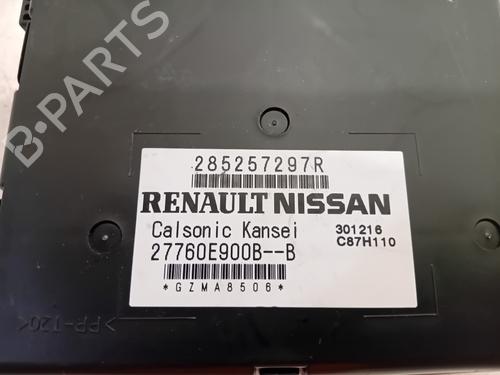 B-PARTS
285257297R
RENAULT NISSAN
Calsonic Kansei 301216
C87H110
27760E900B--B
*GZMA8506*
>PP-T20<